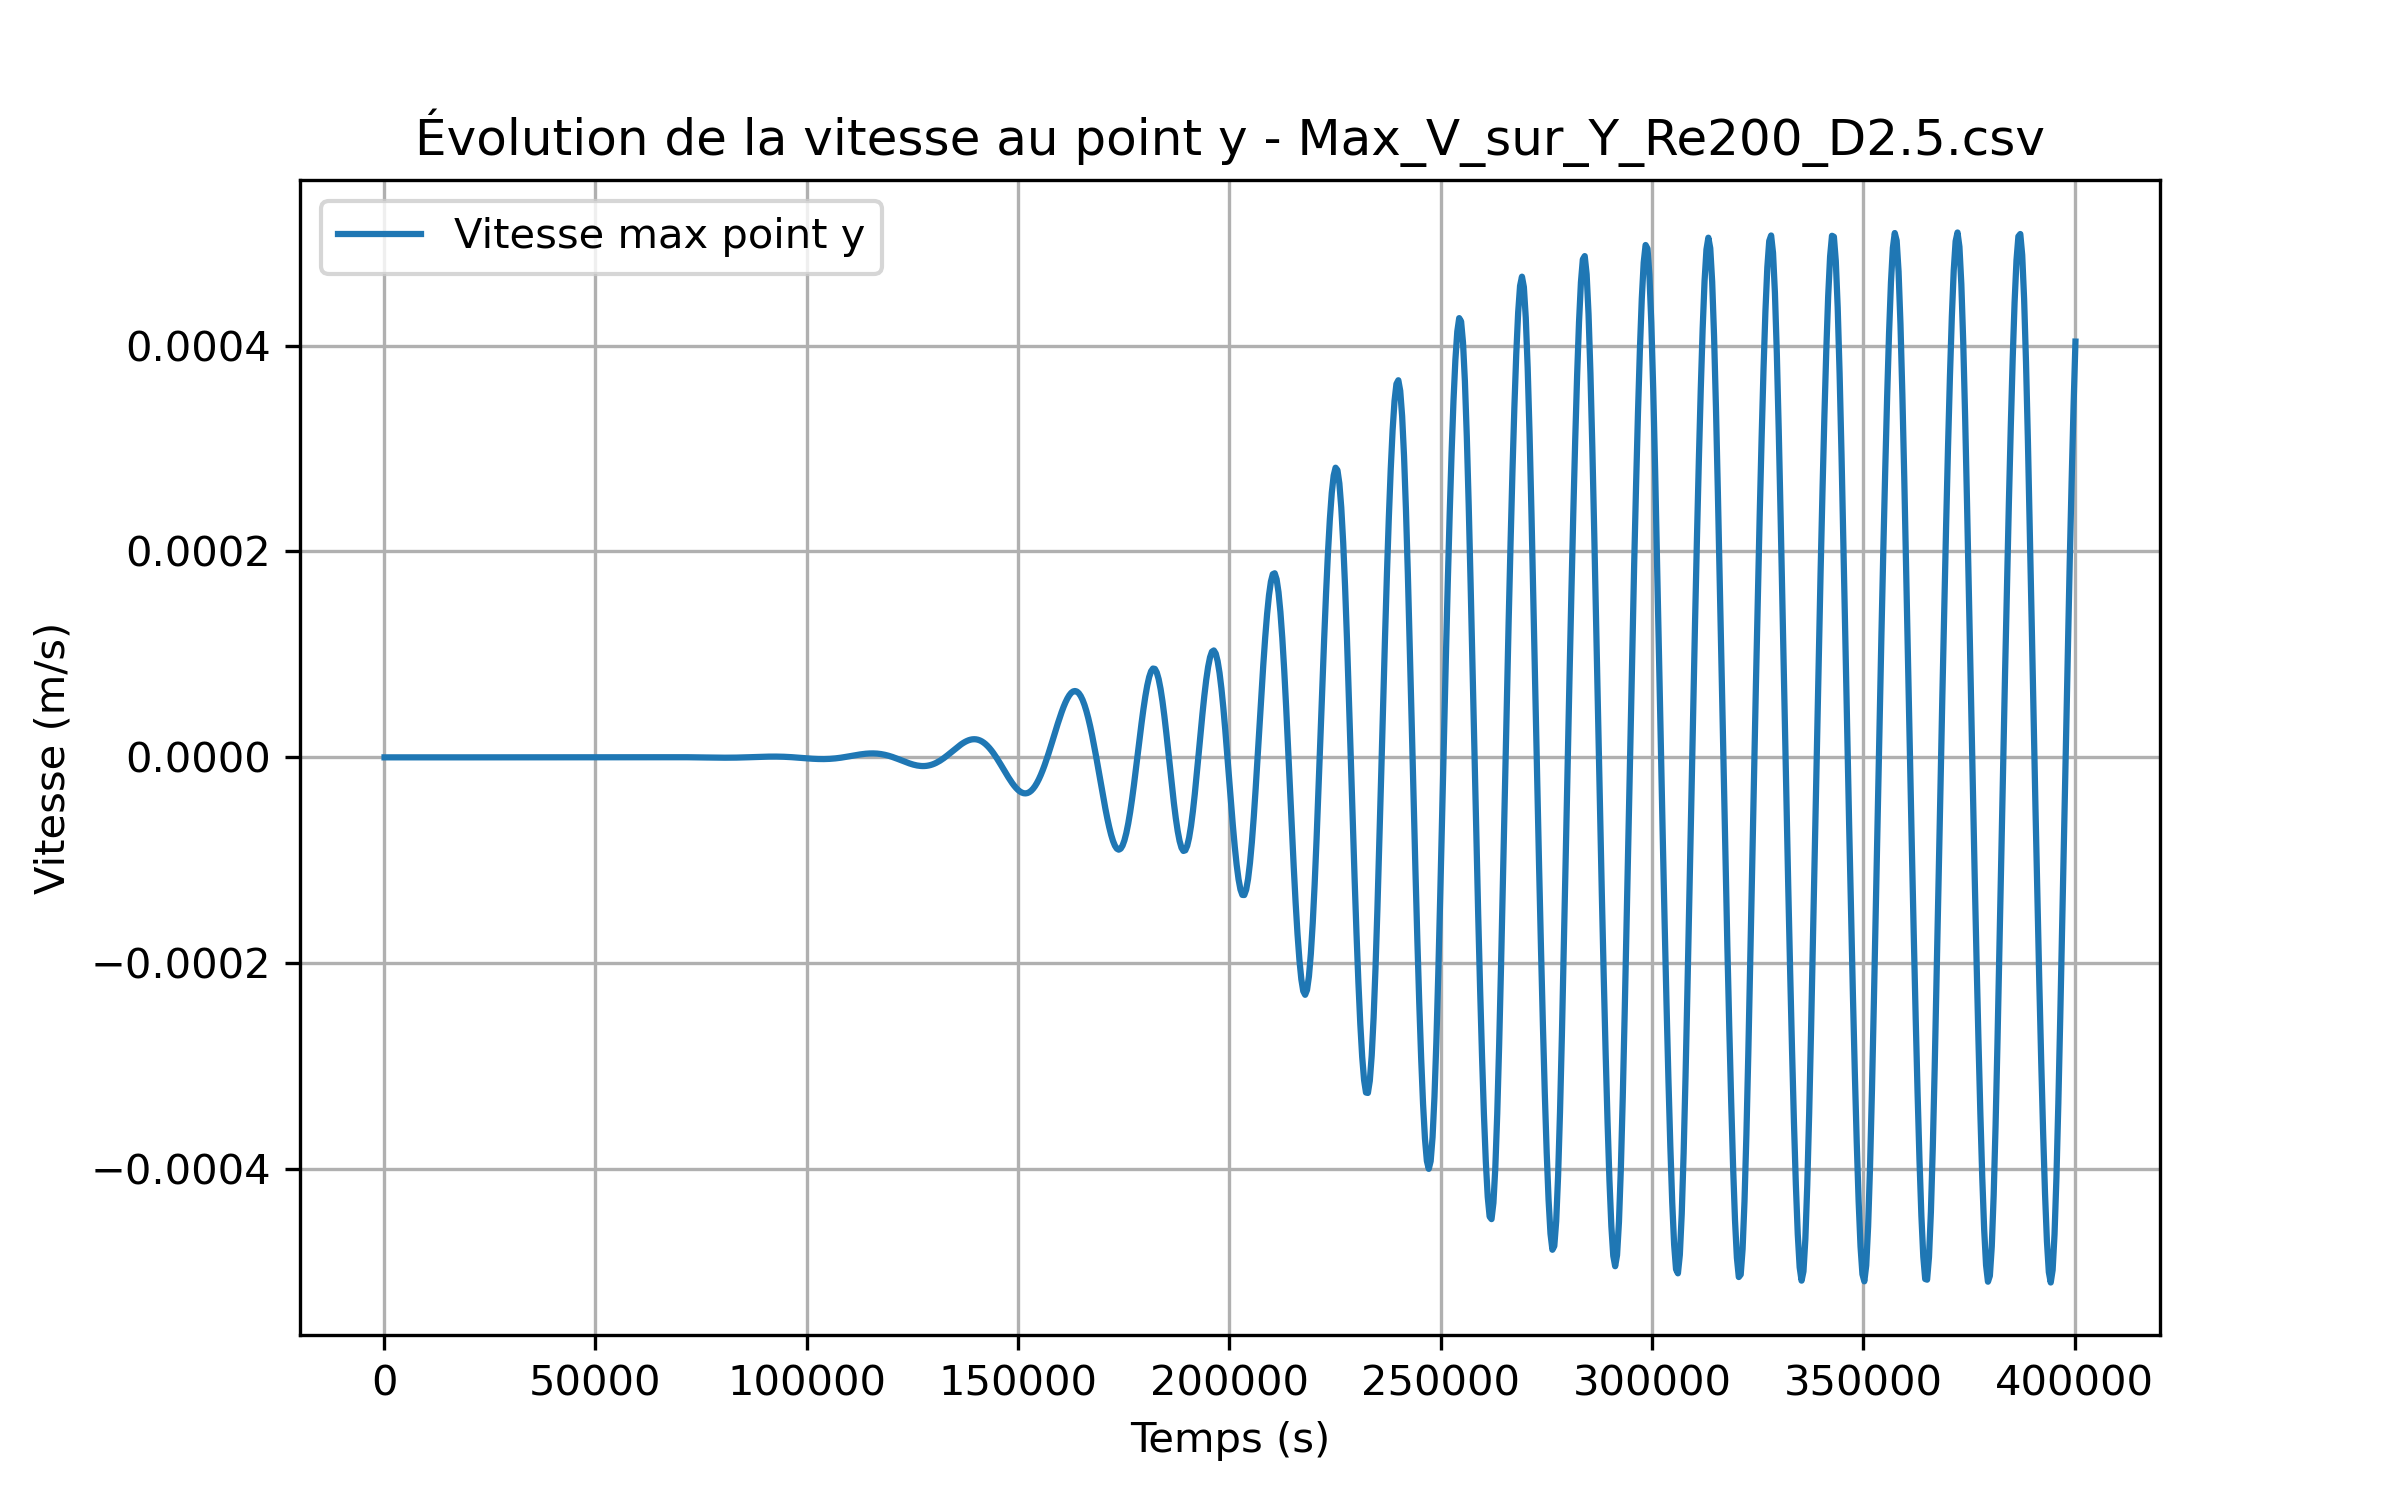 Évolution de la vitesse au point y - Max_V_sur_Y_Re200_D2.5.csv
Vitesse max point y
0.0004
0.0002
0.0000
−0.0002
−0.0004
Vitesse (m/s)
0 50000 100000 150000 200000 250000 300000 350000 400000
Temps (s)